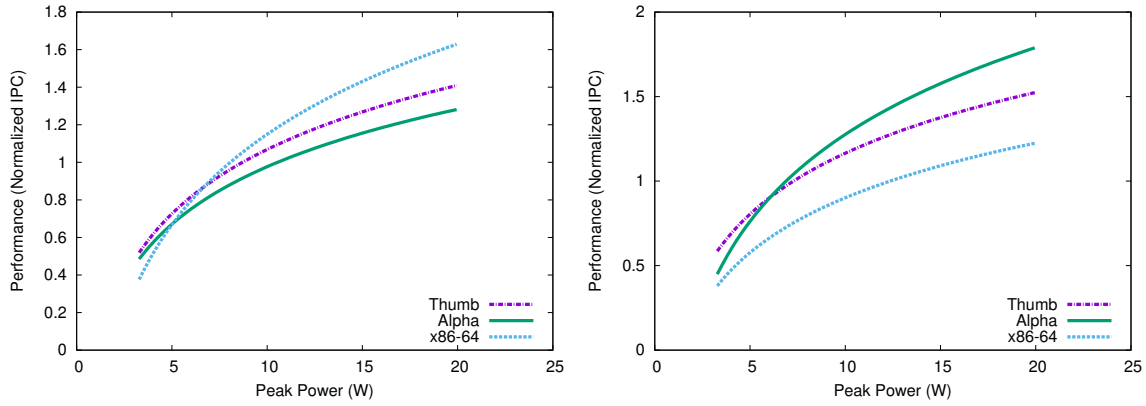 1.8
1.6
1.4
1.2
1
0.8
0.6
0.4
0.2
0
0 5 10 15 20 25
Performance (Normalized IPC)
Peak Power (W)
Thumb
Alpha
x86-64
2
1.5
1
0.5
0
0 5 10 15 20 25
Performance (Normalized IPC)
Peak Power (W)
Thumb
Alpha
x86-64